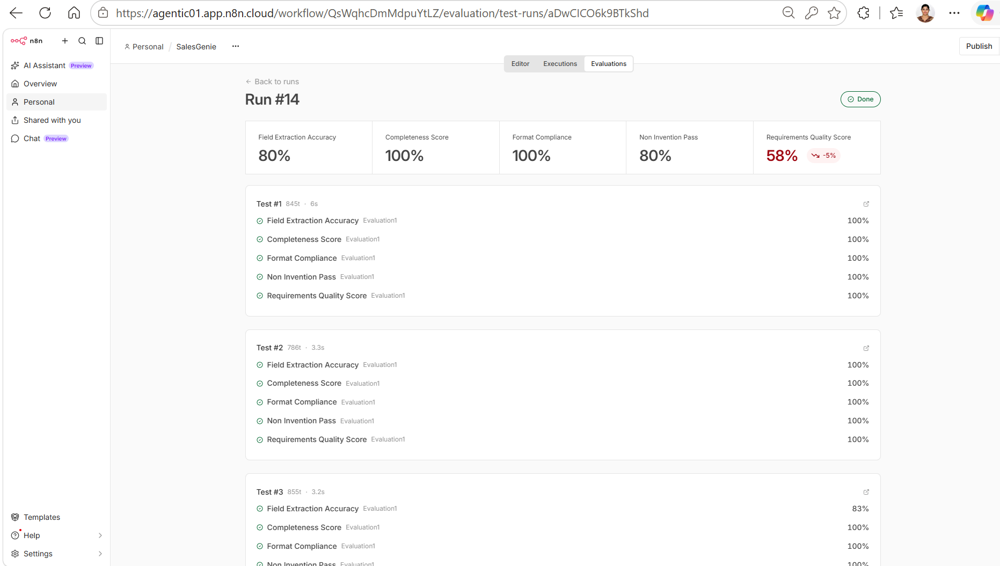 https://agentic01.app.n8n.cloud/workflow/QsWqhcDmMdpuYtLZ/evaluation/test-runs/aDwCICO6k9BTkShd
n8n
AI Assistant Preview
Overview
Personal
Shared with you
Chat Preview
Templates
Help
Settings
Personal / SalesGenie
Publish
Editor Executions Evaluations
Back to runs
Run #14
Done
Field Extraction Accuracy
80%
Completeness Score
100%
Format Compliance
100%
Non Invention Pass
80%
Requirements Quality Score
58% -5%
Test #1 845t · 6s
Field Extraction Accuracy Evaluation1 100%
Completeness Score Evaluation1 100%
Format Compliance Evaluation1 100%
Non Invention Pass Evaluation1 100%
Requirements Quality Score Evaluation1 100%
Test #2 786t · 3.3s
Field Extraction Accuracy Evaluation1 100%
Completeness Score Evaluation1 100%
Format Compliance Evaluation1 100%
Non Invention Pass Evaluation1 100%
Requirements Quality Score Evaluation1 100%
Test #3 855t · 3.2s
Field Extraction Accuracy Evaluation1 83%
Completeness Score Evaluation1 100%
Format Compliance Evaluation1 100%
Non Invention Pass Evaluation1 100%